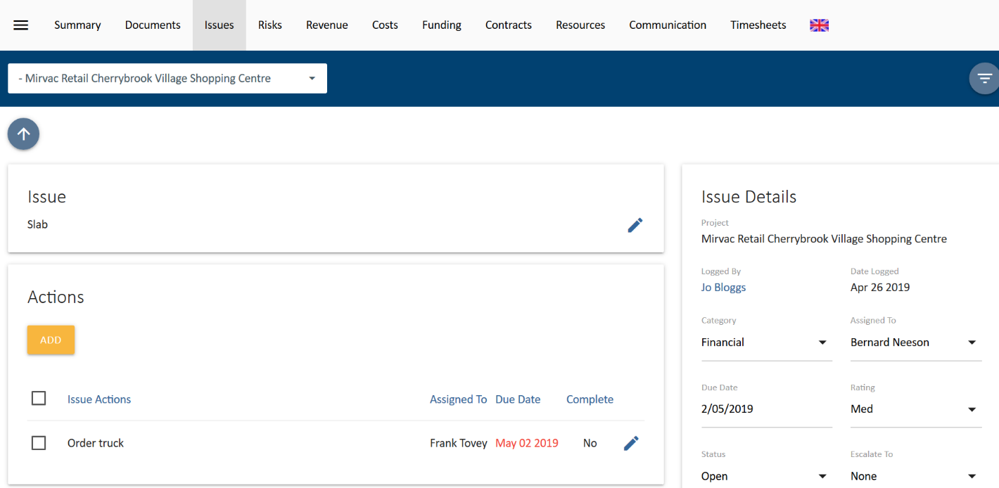 Summary Documents Issues Risks Revenue Costs Funding Contracts Resources Communication Timesheets
- Mirvac Retail Cherrybrook Village Shopping Centre
Issue
Slab
Actions
ADD
Issue Actions Assigned To Due Date Complete
Order truck Frank Tovey May 02 2019 No
Issue Details
Project
Mirvac Retail Cherrybrook Village Shopping Centre
Logged By Date Logged
Jo Bloggs Apr 26 2019
Category Assigned To
Financial Bernard Neeson
Due Date Rating
2/05/2019 Med
Status Escalate To
Open None